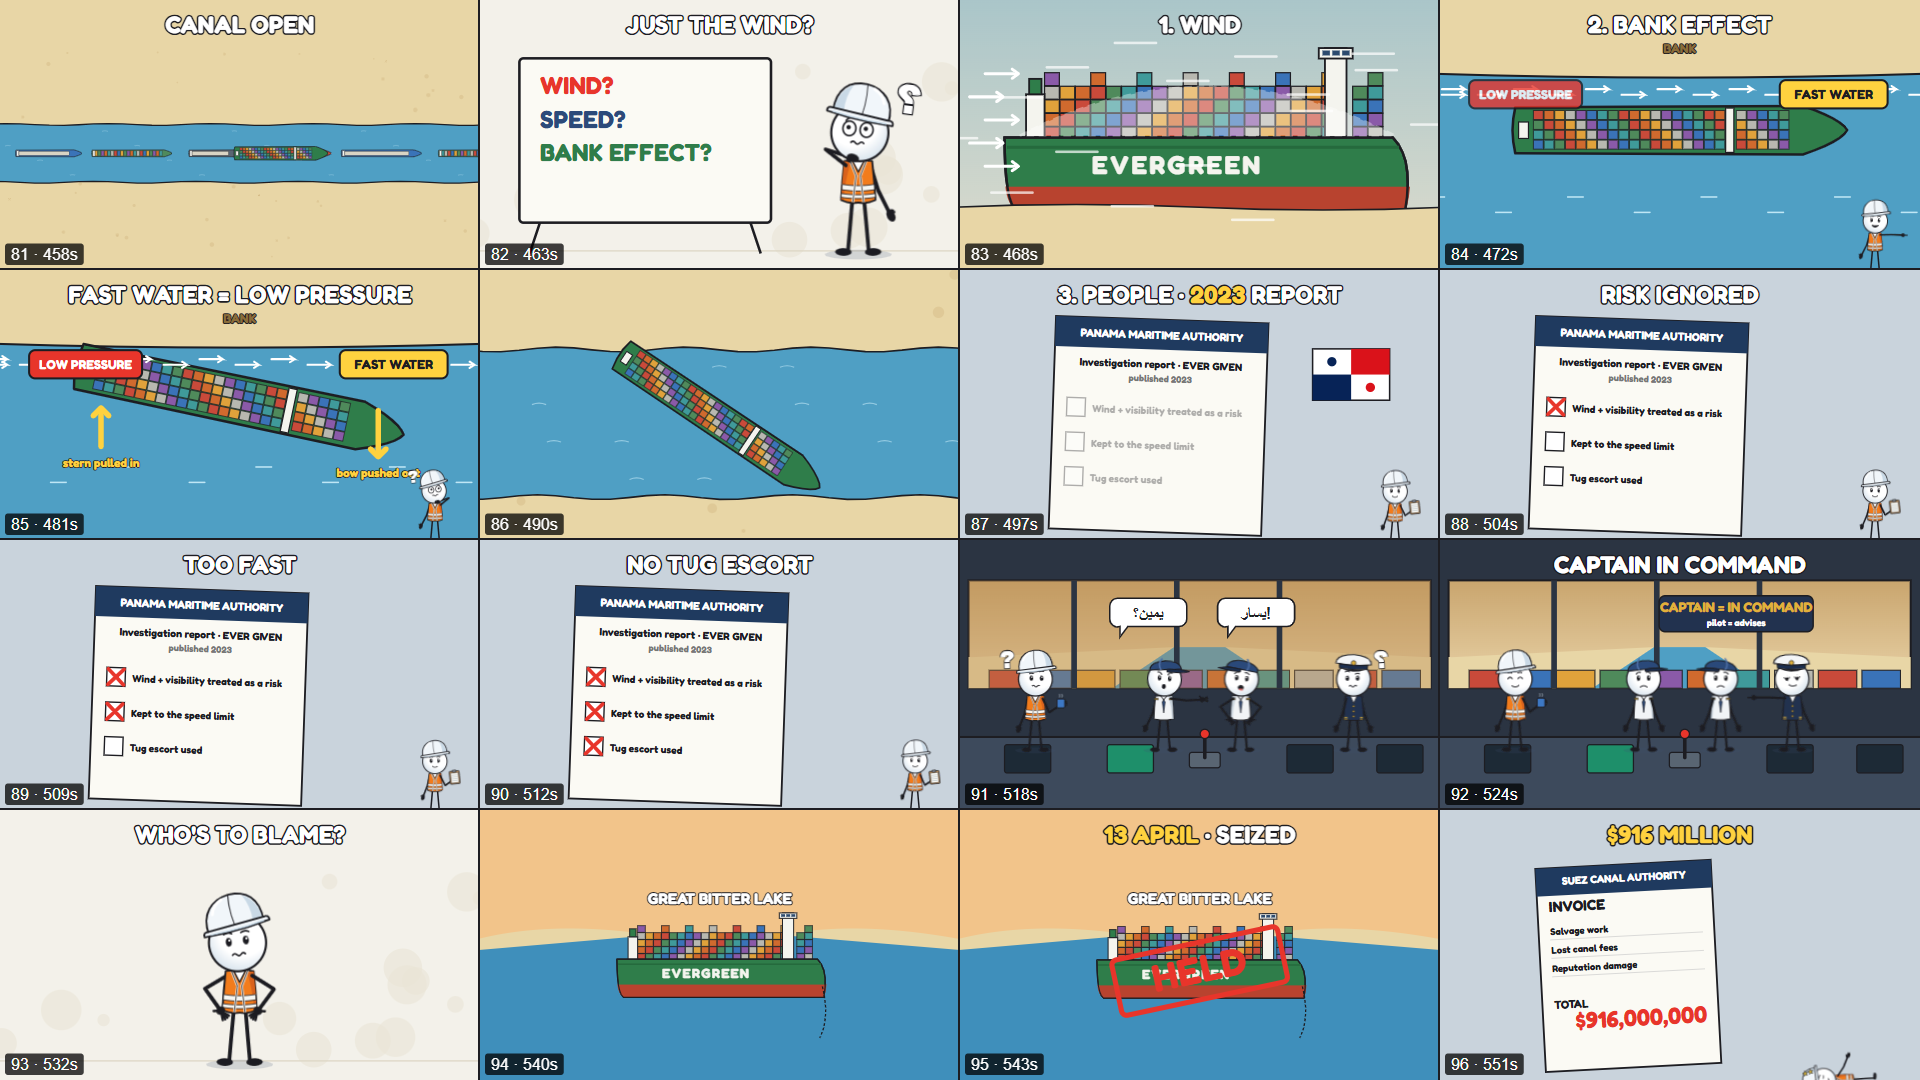 CANAL OPEN
81 · 458s
JUST THE WIND?
WIND?
SPEED?
BANK EFFECT?
?
82 · 463s
1. WIND
EVERGREEN
83 · 468s
2. BANK EFFECT
BANK
LOW PRESSURE
FAST WATER
84 · 472s
FAST WATER = LOW PRESSURE
BANK
LOW PRESSURE
FAST WATER
stern pulled in
bow pushed
?
85 · 481s
86 · 490s
3. PEOPLE · 2023 REPORT
PANAMA MARITIME AUTHORITY
Investigation report · EVER GIVEN
published 2023
Wind + visibility treated as a risk
Kept to the speed limit
Tug escort used
87 · 497s
RISK IGNORED
PANAMA MARITIME AUTHORITY
Investigation report · EVER GIVEN
published 2023
Wind + visibility treated as a risk
Kept to the speed limit
Tug escort used
88 · 504s
TOO FAST
PANAMA MARITIME AUTHORITY
Investigation report · EVER GIVEN
published 2023
Wind + visibility treated as a risk
Kept to the speed limit
Tug escort used
89 · 509s
NO TUG ESCORT
PANAMA MARITIME AUTHORITY
Investigation report · EVER GIVEN
published 2023
Wind + visibility treated as a risk
Kept to the speed limit
Tug escort used
90 · 512s
يمين؟
يسار!
?
?
91 · 518s
CAPTAIN IN COMMAND
CAPTAIN = IN COMMAND
pilot = advises
92 · 524s
WHO'S TO BLAME?
93 · 532s
GREAT BITTER LAKE
EVERGREEN
94 · 540s
13 APRIL · SEIZED
GREAT BITTER LAKE
HELD
95 · 543s
$916 MILLION
SUEZ CANAL AUTHORITY
INVOICE
Salvage work
Lost canal fees
Reputation damage
TOTAL
$916,000,000
96 · 551s